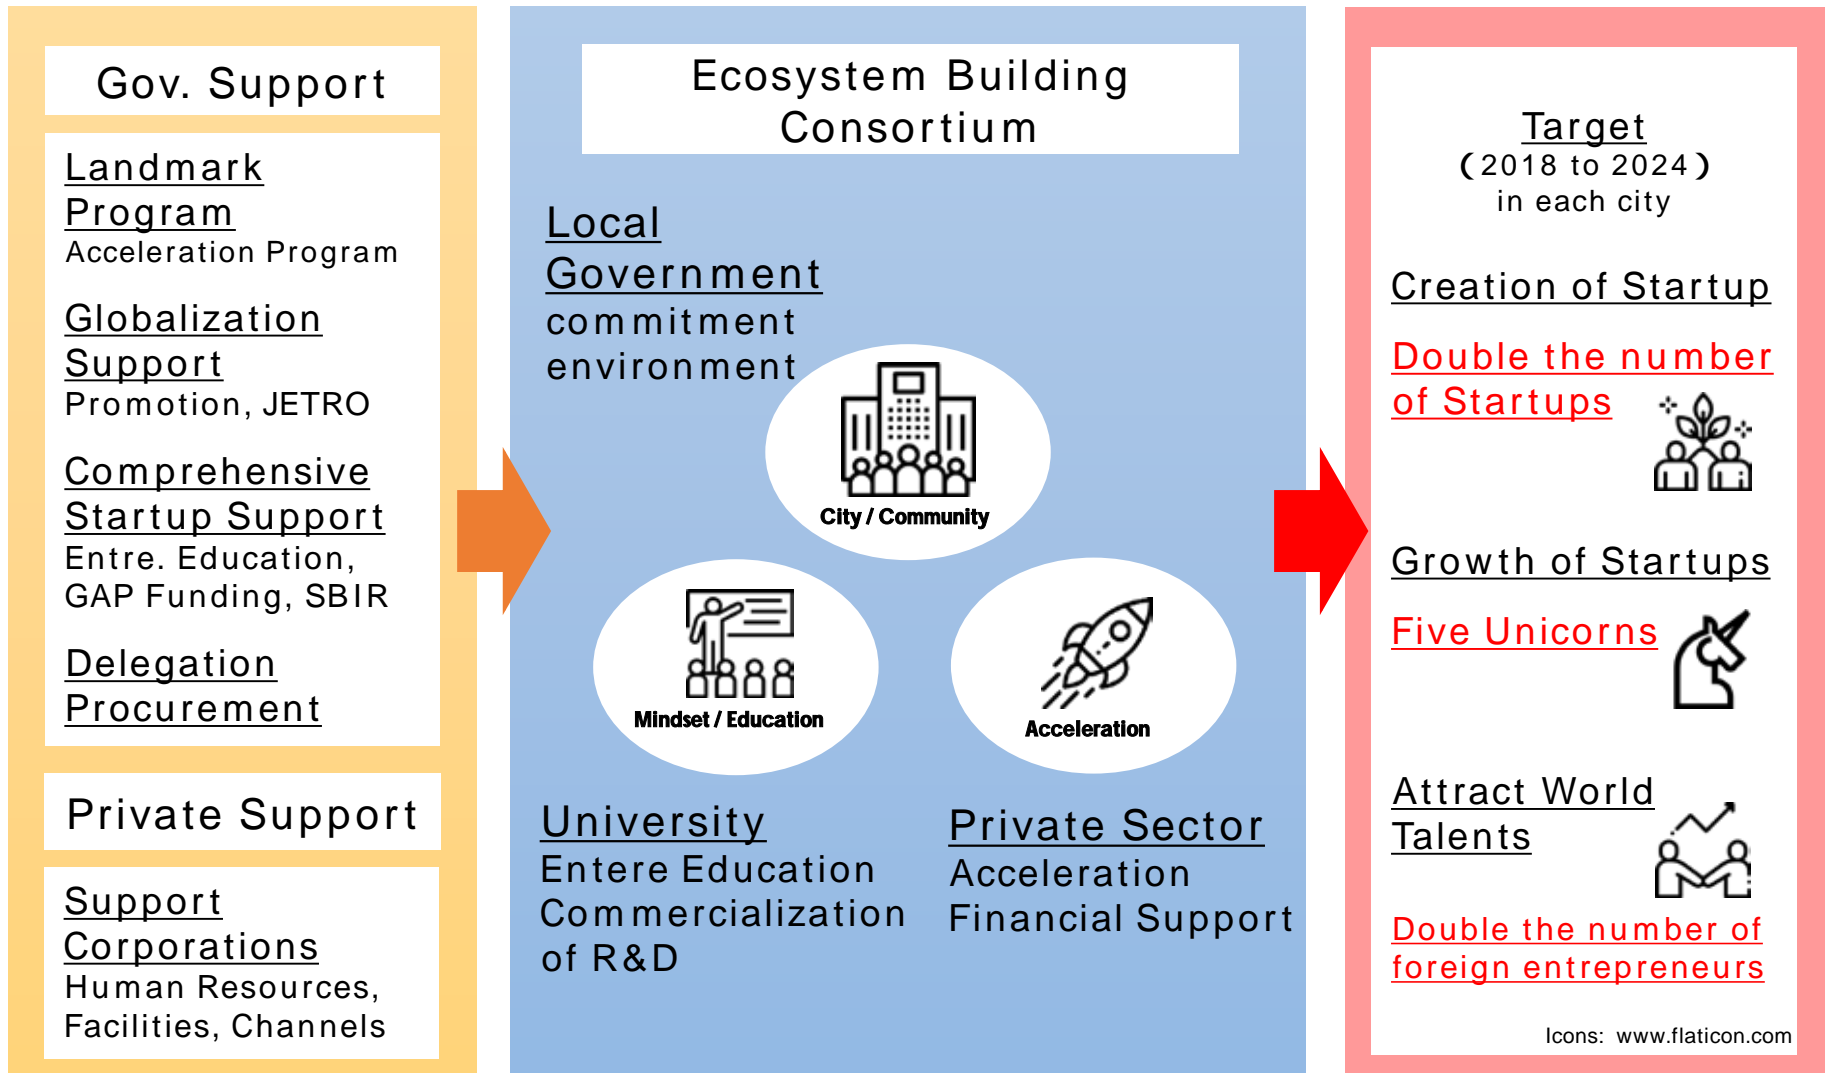 Gov. Support
Landmark
Program
Acceleration Program
Globalization
Support
Promotion, JETRO
Comprehensive
Startup Support
Entre. Education,
GAP Funding, SBIR
Delegation
Procurement
Private Support
Support
Corporations
Human Resources,
Facilities, Channels
Ecosystem Building
Consortium
Local
Government
commitment
environment
City / Community
Mindset / Education
Acceleration
University
Entere Education
Commercialization
of R&D
Private Sector
Acceleration
Financial Support
Target
(2018 to 2024)
in each city
Creation of Startup
Double the number
of Startups
Growth of Startups
Five Unicorns
Attract World
Talents
Double the number of
foreign entrepreneurs
Icons: www.flaticon.com